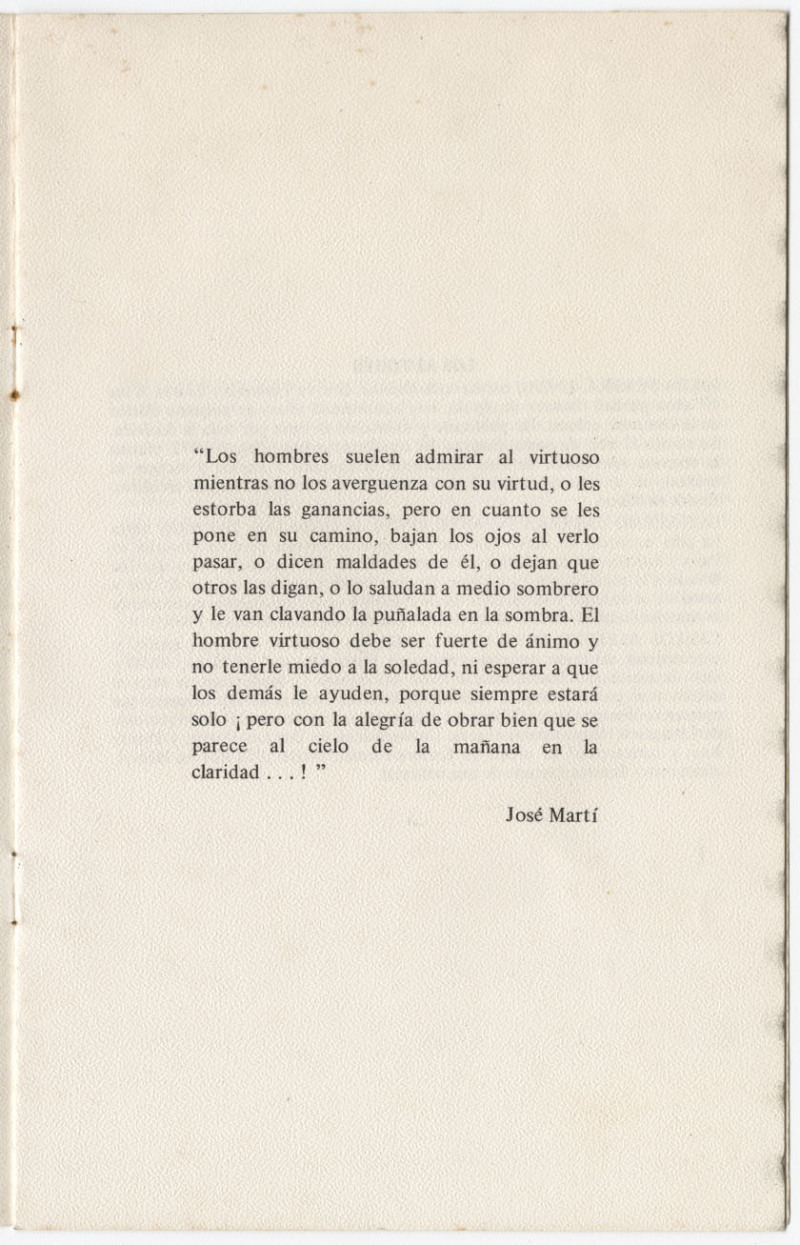 “Los hombres suelen admirar al virtuoso
mientras no los averguenza con su virtud, o les
estorba las ganancias, pero en cuanto se les
pone en su camino, bajan los ojos al verlo
pasar, o dicen maldades de él, o dejan que
otros las digan, o lo saludan a medio sombrero
y le van clavando la puñalada en la sombra. El
hombre virtuoso debe ser fuerte de ánimo y
no tenerle miedo a la soledad, ni esperar a que
los demás le ayuden, porque siempre estará
solo ¡ pero con la alegría de obrar bien que se
parece al cielo de la mañana en la
claridad . . . ! ”
José Martí